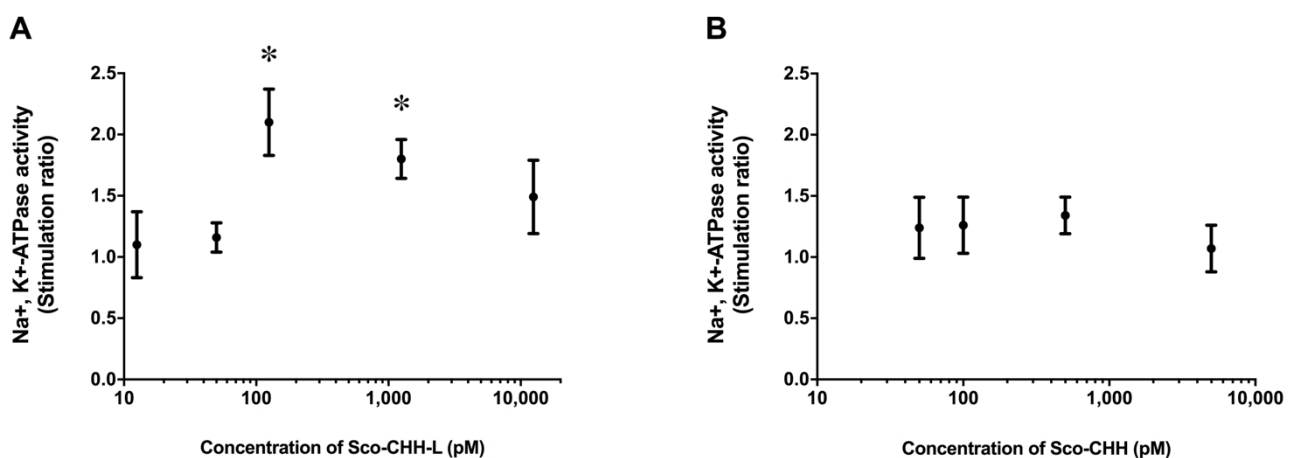 A
*
*
2.5
2.0
1.5
1.0
0.5
0.0
Na+, K+-ATPase activity
(Stimulation ratio)
10
100
1,000
10,000
Concentration of Sco-CHH-L (pM)
B
2.5
2.0
1.5
1.0
0.5
0.0
Na+, K+-ATPase activity
(Stimulation ratio)
10
100
1,000
10,000
Concentration of Sco-CHH (pM)